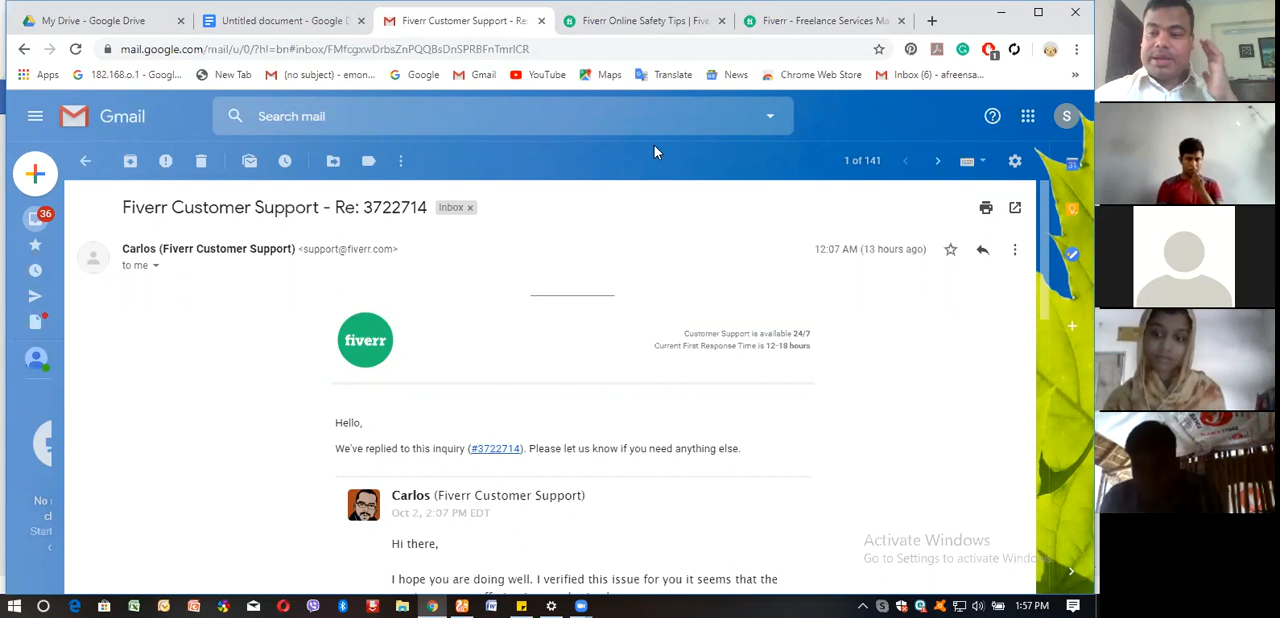 My Drive - Google Drive
Untitled document - Google D
Fiverr Customer Support - Re:
Fiverr Online Safety Tips | Five
Fiverr - Freelance Services Ma
mail.google.com/mail/u/0/?hl=bn#inbox/FMfcgxwDrbsZnPQQBsDnSPRBFnTmrlCR
1
Apps
192.168.o.1 - Googl...
New Tab
(no subject) - emon...
Google
Gmail
YouTube
Maps
Translate
News
Chrome Web Store
Inbox (6) - afreensa...
»
Gmail
Search mail
S
1 of 141
31
36
Fiverr Customer Support - Re: 3722714
Inbox
Carlos (Fiverr Customer Support) <support@fiverr.com>
12:07 AM (13 hours ago)
to me
fiverr
Customer Support is available 24/7
Current First Response Time is 12-18 hours
Hello,
We've replied to this inquiry (#3722714). Please let us know if you need anything else.
Carlos (Fiverr Customer Support)
Oct 2, 2:07 PM EDT
Hi there,
I hope you are doing well. I verified this issue for you it seems that the
No
Start
Activate Windows
Go to Settings to activate Windows
1:57 PM